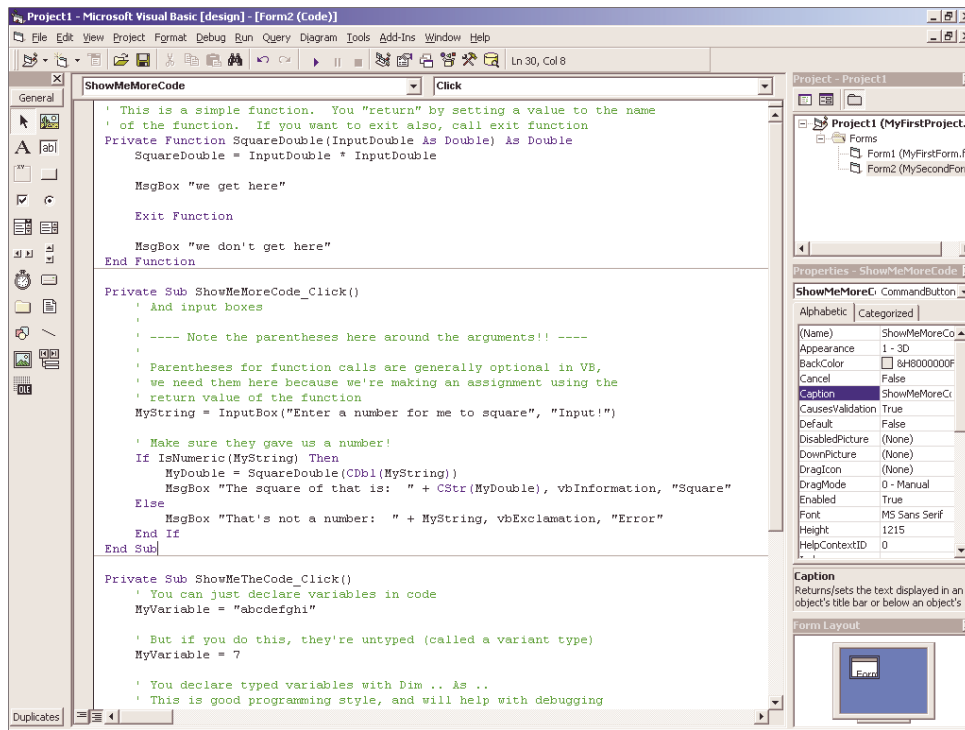 Project1 - Microsoft Visual Basic [design] - [Form2 (Code)]
File Edit View Project Format Debug Run Query Diagram Tools Add-Ins Window Help
Ln 30, Col 8
General
ShowMeMoreCode
Click
' This is a simple function.  You "return" by setting a value to the name
' of the function.  If you want to exit also, call exit function
Private Function SquareDouble(InputDouble As Double) As Double
    SquareDouble = InputDouble * InputDouble
    MsgBox "we get here"
    Exit Function
    MsgBox "we don't get here"
End Function
Private Sub ShowMeMoreCode_Click()
    ' And input boxes
    '
    ' ---- Note the parentheses here around the arguments!! ----
    '
    ' Parentheses for function calls are generally optional in VB,
    ' we need them here because we're making an assignment using the
    ' return value of the function
    MyString = InputBox("Enter a number for me to square", "Input!")
    ' Make sure they gave us a number!
    If IsNumeric(MyString) Then
        MyDouble = SquareDouble(CDbl(MyString))
        MsgBox "The square of that is:  " + CStr(MyDouble), vbInformation, "Square"
    Else
        MsgBox "That's not a number:  " + MyString, vbExclamation, "Error"
    End If
End Sub
Private Sub ShowMeTheCode_Click()
    ' You can just declare variables in code
    MyVariable = "abcdefghi"
    ' But if you do this, they're untyped (called a variant type)
    MyVariable = 7
    ' You declare typed variables with Dim .. As ..
    ' This is good programming style, and will help with debugging
Duplicates
Project - Project1
Project1 (MyFirstProject.
Forms
Form1 (MyFirstForm.f
Form2 (MySecondFor
Properties - ShowMeMoreCode
ShowMeMoreC CommandButton
Alphabetic Categorized
(Name) ShowMeMoreCo
Appearance 1 - 3D
BackColor &H8000000F
Cancel False
Caption ShowMeMoreCo
CausesValidation True
Default False
DisabledPicture (None)
DownPicture (None)
DragIcon (None)
DragMode 0 - Manual
Enabled True
Font MS Sans Serif
Height 1215
HelpContextID 0
Caption
Returns/sets the text displayed in an
object's title bar or below an object's
Form Layout
Form